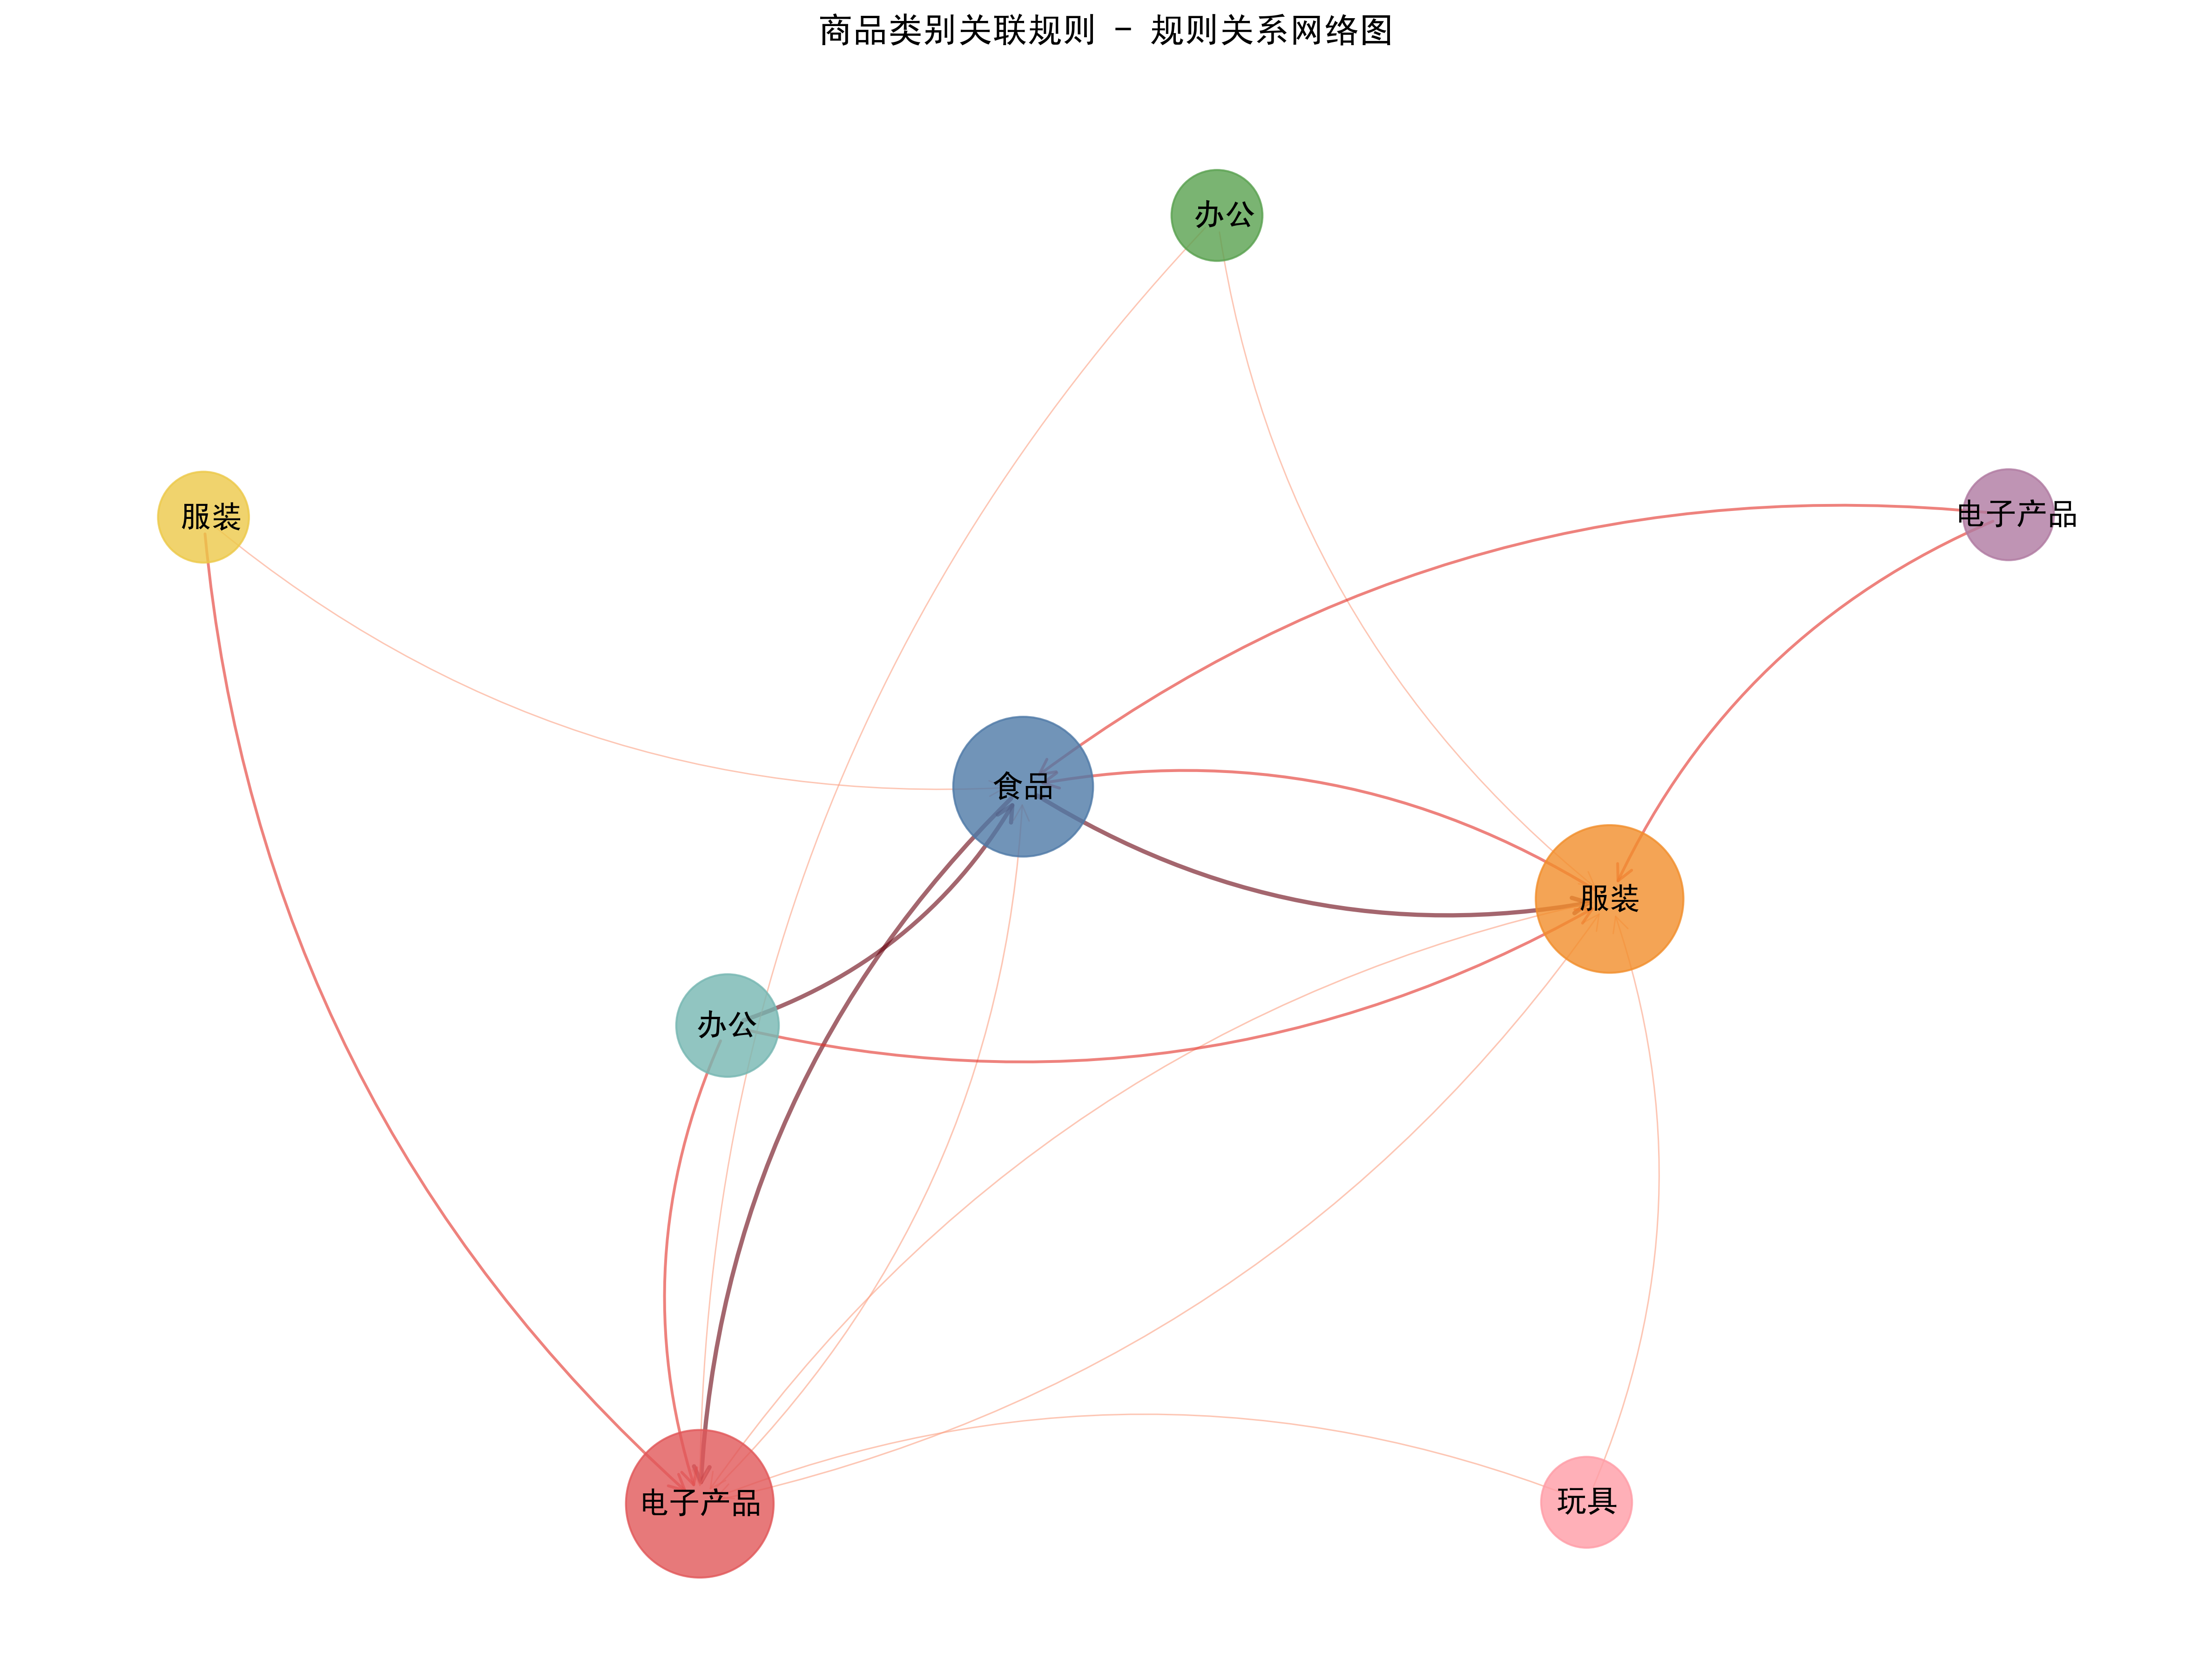 商品类别关联规则 - 规则关系网络图
办公
服装
电子产品
食品
服装
办公
电子产品
玩具